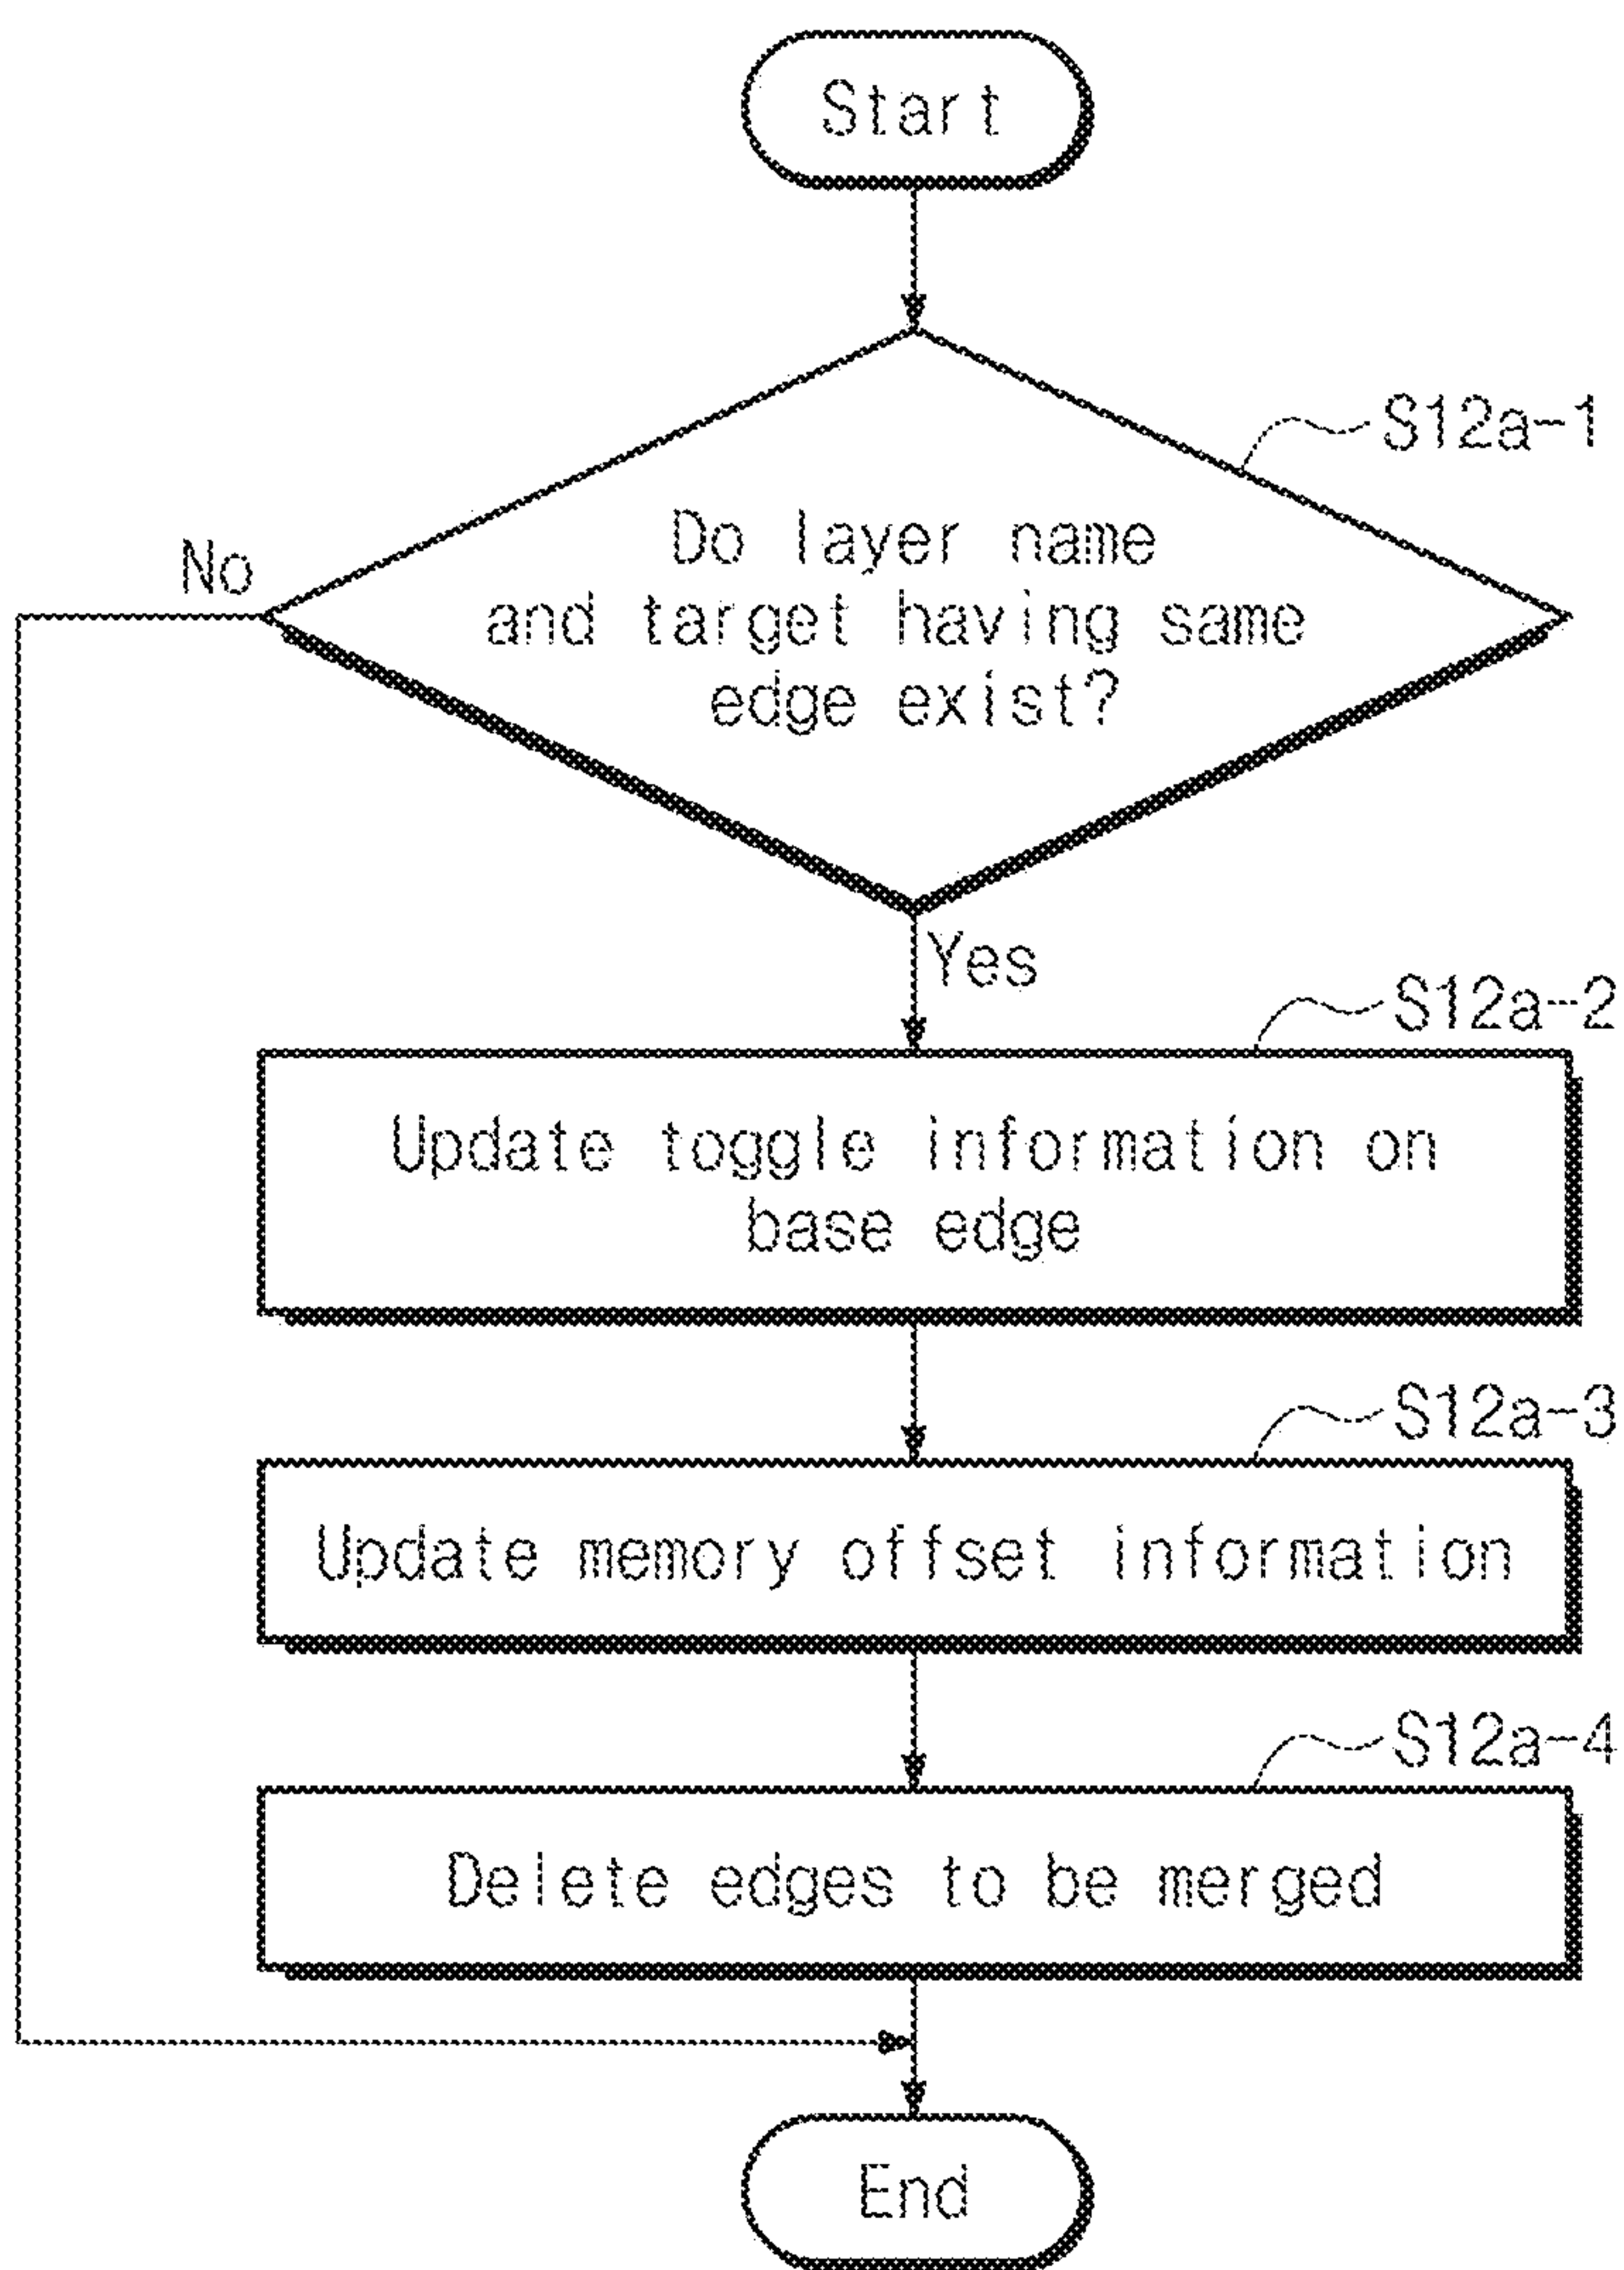 Start
S12a-1
Do layer name
and target having same
edge exist?
No
Yes
S12a-2
Update toggle information on
base edge
S12a-3
Update memory offset information
S12a-4
Delete edges to be merged
End